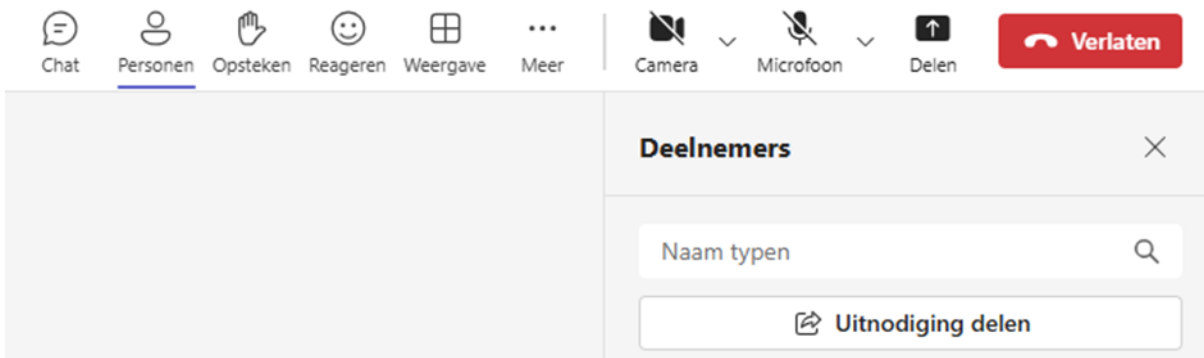 Chat Personen Opsteken Reageren Weergave Meer Camera Microfoon Delen Verlaten
Deelnemers
Naam typen
Uitnodiging delen